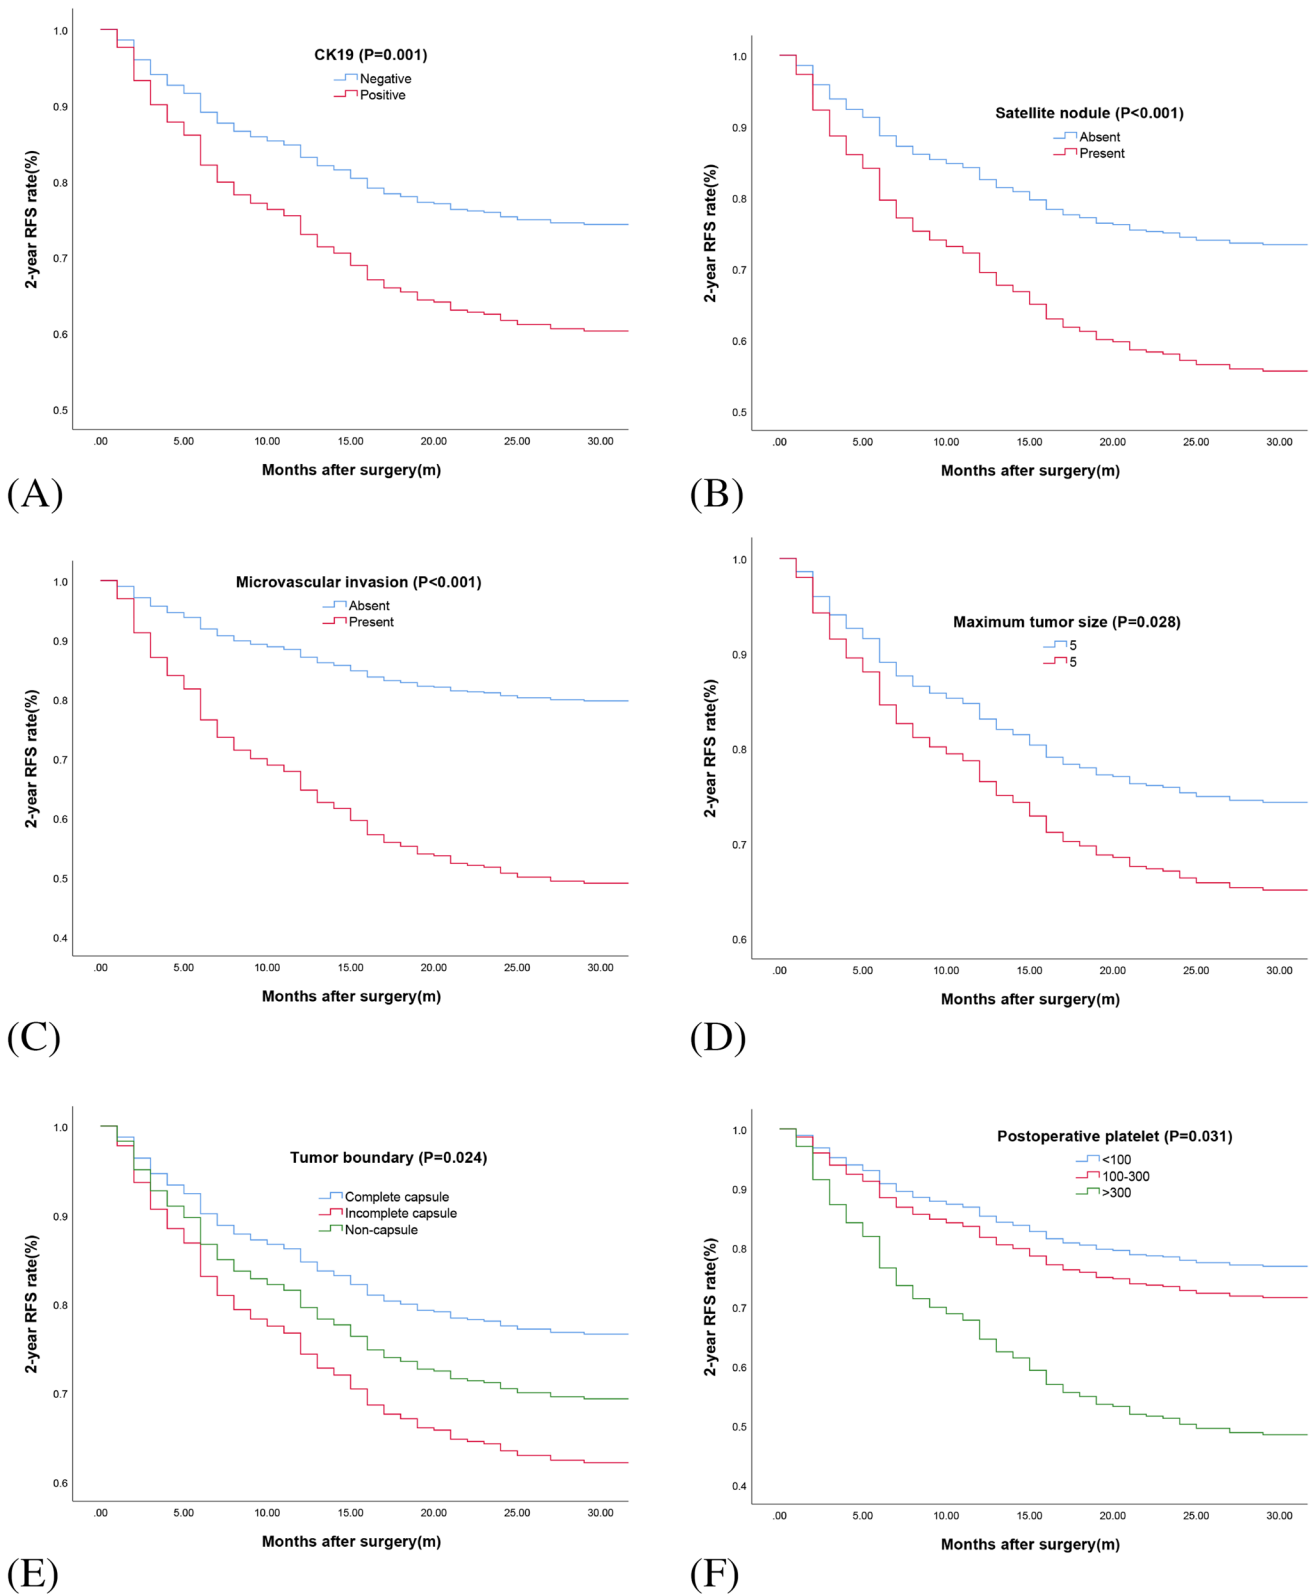 CK19 (P=0.001)
Negative
Positive
2-year RFS rate(%)
1.0
0.9
0.8
0.7
0.6
0.5
.00 5.00 10.00 15.00 20.00 25.00 30.00
Months after surgery(m)
(A)
Satellite nodule (P<0.001)
Absent
Present
2-year RFS rate(%)
1.0
0.9
0.8
0.7
0.6
0.5
.00 5.00 10.00 15.00 20.00 25.00 30.00
Months after surgery(m)
(B)
Microvascular invasion (P<0.001)
Absent
Present
2-year RFS rate(%)
1.0
0.9
0.8
0.7
0.6
0.5
0.4
.00 5.00 10.00 15.00 20.00 25.00 30.00
Months after surgery(m)
(C)
Maximum tumor size (P=0.028)
5
5
2-year RFS rate(%)
1.0
0.9
0.8
0.7
0.6
.00 5.00 10.00 15.00 20.00 25.00 30.00
Months after surgery(m)
(D)
Tumor boundary (P=0.024)
Complete capsule
Incomplete capsule
Non-capsule
2-year RFS rate(%)
1.0
0.9
0.8
0.7
0.6
.00 5.00 10.00 15.00 20.00 25.00 30.00
Months after surgery(m)
(E)
Postoperative platelet (P=0.031)
<100
100-300
>300
2-year RFS rate(%)
1.0
0.9
0.8
0.7
0.6
0.5
0.4
.00 5.00 10.00 15.00 20.00 25.00 30.00
Months after surgery(m)
(F)